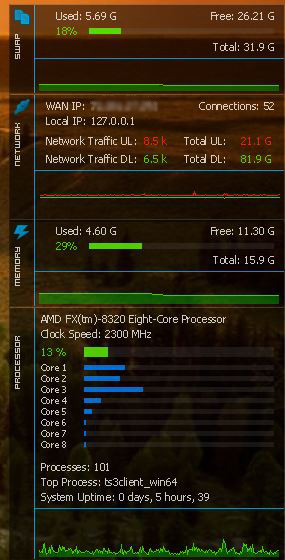 SWAP
Used: 5.69 G Free: 26.21 G
18%
Total: 31.9 G
NETWORK
WAN IP: Connections: 52
Local IP: 127.0.0.1
Network Traffic UL: 8.5 k Total UL: 21.1 G
Network Traffic DL: 6.5 k Total DL: 81.9 G
MEMORY
Used: 4.60 G Free: 11.30 G
29%
Total: 15.9 G
PROCESSOR
AMD FX(tm)-8320 Eight-Core Processor
Clock Speed: 2300 MHz
13 %
Core 1
Core 2
Core 3
Core 4
Core 5
Core 6
Core 7
Core 8
Processes: 101
Top Process: ts3client_win64
System Uptime: 0 days, 5 hours, 39